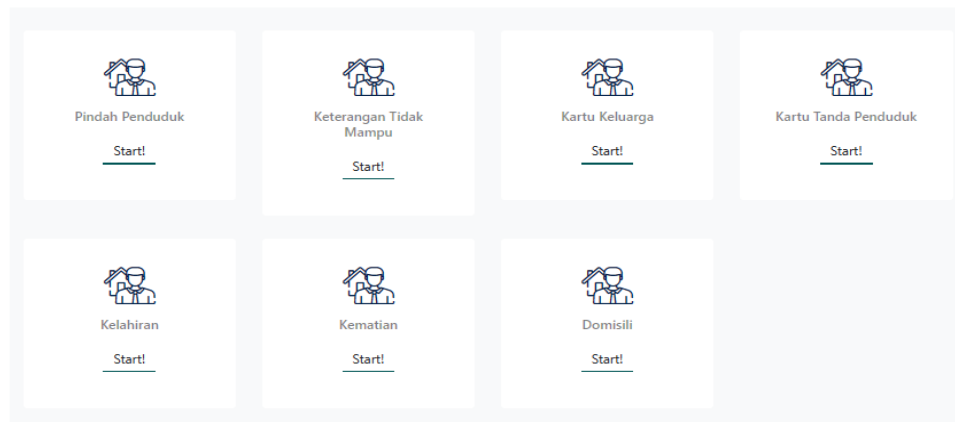 Pindah Penduduk
Start!
Keterangan Tidak
Mampu
Start!
Kartu Keluarga
Start!
Kartu Tanda Penduduk
Start!
Kelahiran
Start!
Kematian
Start!
Domisili
Start!